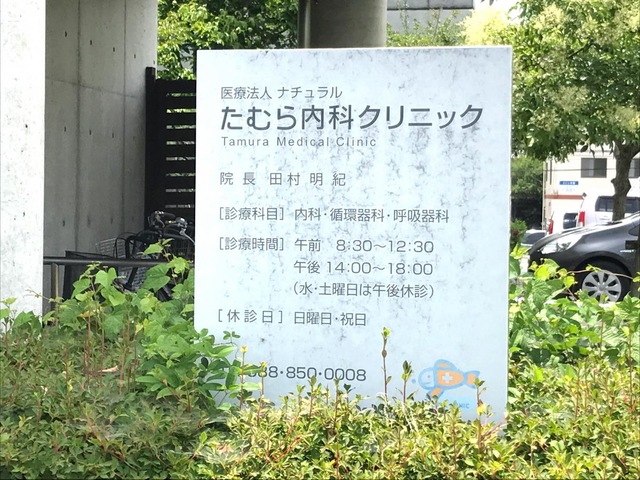 医療法人 ナチュラル
たむら内科クリニック
Tamura Medical Clinic
院長 田村明紀
[診療科目] 内科・循環器科・呼吸器科
[診療時間] 午前 8:30〜12:30
午後 14:00〜18:00
(水・土曜日は午後休診)
[休診日] 日曜日・祝日
88・850・0008